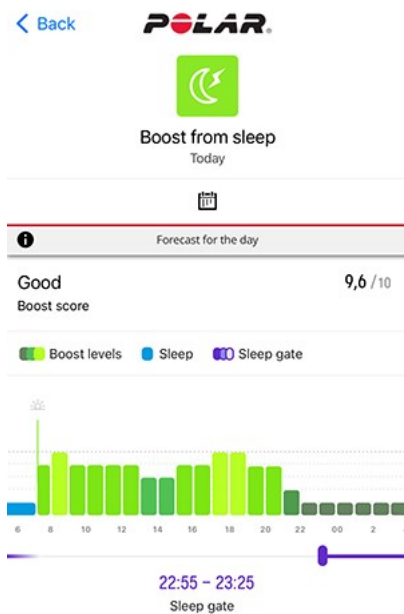 Back
POLAR.
Boost from sleep
Today
Forecast for the day
Good
9,6 /10
Boost score
Boost levels
Sleep
Sleep gate
6 8 10 12 14 16 18 20 22 00 2
22:55 – 23:25
Sleep gate